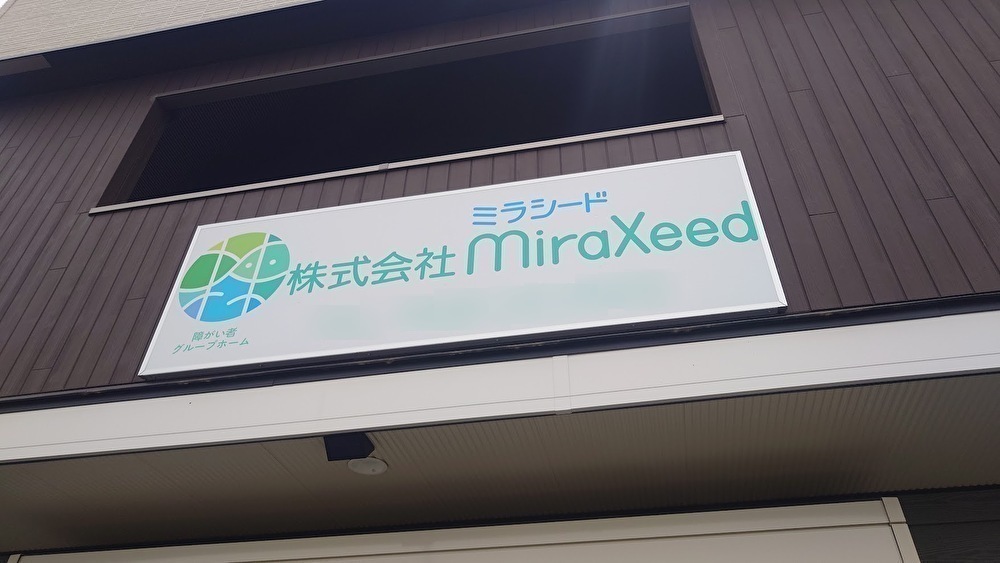 ミラシード
株式会社 miraXeed
障がい者
グループホーム